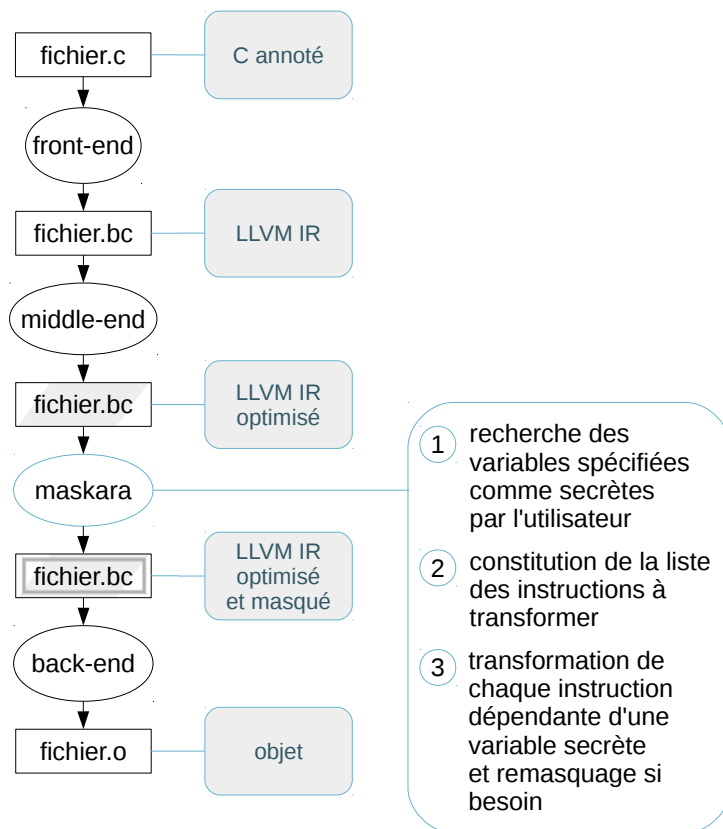 fichier.c
C annoté
front-end
fichier.bc
LLVM IR
middle-end
fichier.bc
LLVM IR
optimisé
maskara
1 recherche des
variables spécifiées
comme secrètes
par l'utilisateur
fichier.bc
LLVM IR
optimisé
et masqué
2 constitution de la liste
des instructions à
transformer
back-end
3 transformation de
chaque instruction
dépendante d'une
variable secrète
et remasquage si
besoin
fichier.o
objet